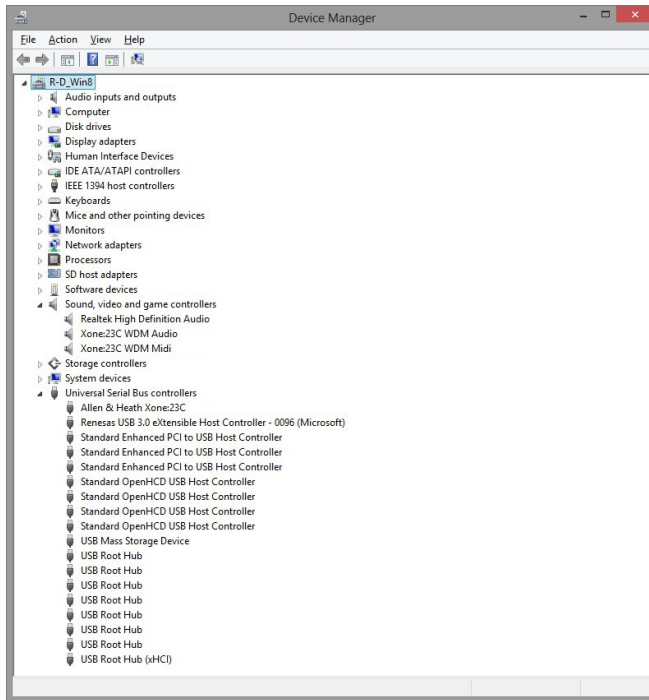 Device Manager
File Action View Help
R-D_Win8
Audio inputs and outputs
Computer
Disk drives
Display adapters
Human Interface Devices
IDE ATA/ATAPI controllers
IEEE 1394 host controllers
Keyboards
Mice and other pointing devices
Monitors
Network adapters
Processors
SD host adapters
Software devices
Sound, video and game controllers
Realtek High Definition Audio
Xone:23C WDM Audio
Xone:23C WDM Midi
Storage controllers
System devices
Universal Serial Bus controllers
Allen & Heath Xone:23C
Renesas USB 3.0 eXtensible Host Controller - 0096 (Microsoft)
Standard Enhanced PCI to USB Host Controller
Standard Enhanced PCI to USB Host Controller
Standard Enhanced PCI to USB Host Controller
Standard OpenHCD USB Host Controller
Standard OpenHCD USB Host Controller
Standard OpenHCD USB Host Controller
Standard OpenHCD USB Host Controller
USB Mass Storage Device
USB Root Hub
USB Root Hub
USB Root Hub
USB Root Hub
USB Root Hub
USB Root Hub
USB Root Hub
USB Root Hub (xHCI)